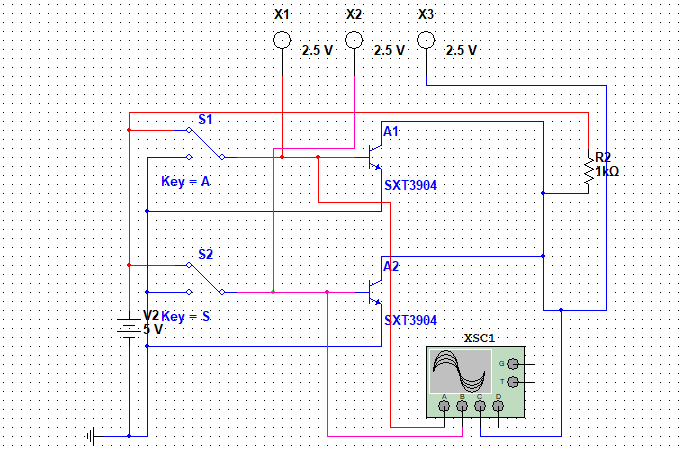 X1 X2 X3
2.5 V 2.5 V 2.5 V
S1
A1
R2
1kΩ
Key = A
SXT3904
S2
A2
V2
5 V
Key = S
SXT3904
XSC1
G
T
A B C D